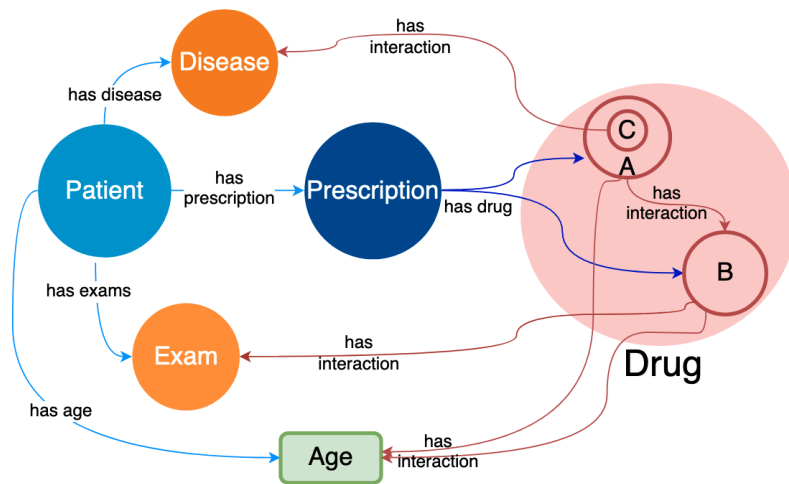 Disease
has
interaction
has disease
C
A
Patient
has
prescription
Prescription
has drug
has
interaction
B
has exams
Exam
has
interaction
Drug
has age
Age
has
interaction